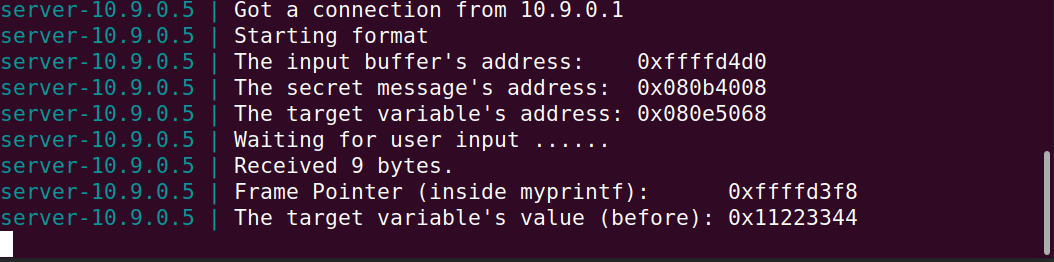 server-10.9.0.5 | Got a connection from 10.9.0.1
server-10.9.0.5 | Starting format
server-10.9.0.5 | The input buffer's address:    0xffffd4d0
server-10.9.0.5 | The secret message's address:  0x080b4008
server-10.9.0.5 | The target variable's address: 0x080e5068
server-10.9.0.5 | Waiting for user input ......
server-10.9.0.5 | Received 9 bytes.
server-10.9.0.5 | Frame Pointer (inside myprintf):      0xffffd3f8
server-10.9.0.5 | The target variable's value (before): 0x11223344